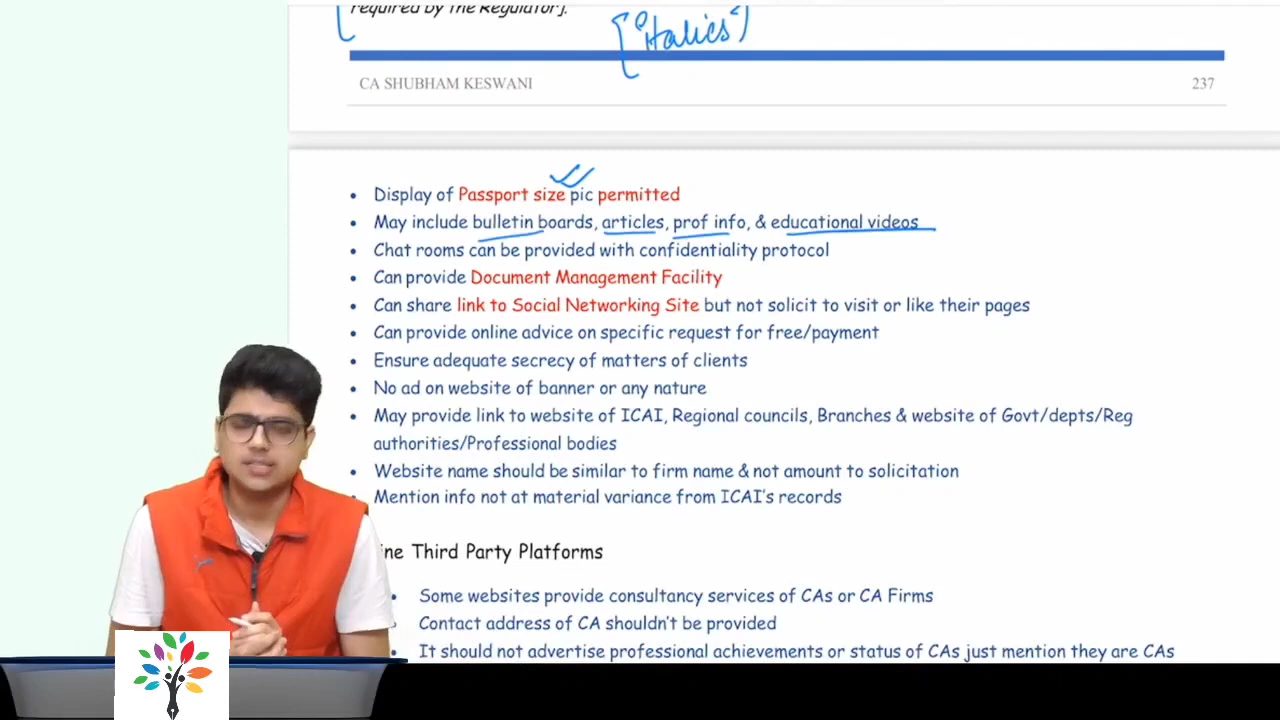 required by the Regulator].
["italics"]
CA SHUBHAM KESWANI 237
• Display of Passport size pic permitted
• May include bulletin boards, articles, prof info, & educational videos
• Chat rooms can be provided with confidentiality protocol
• Can provide Document Management Facility
• Can share link to Social Networking Site but not solicit to visit or like their pages
• Can provide online advice on specific request for free/payment
• Ensure adequate secrecy of matters of clients
• No ad on website of banner or any nature
• May provide link to website of ICAI, Regional councils, Branches & website of Govt/depts/Reg
authorities/Professional bodies
• Website name should be similar to firm name & not amount to solicitation
• Mention info not at material variance from ICAI's records
ine Third Party Platforms
• Some websites provide consultancy services of CAs or CA Firms
Contact address of CA shouldn't be provided
• It should not advertise professional achievements or status of CAs just mention they are CAs